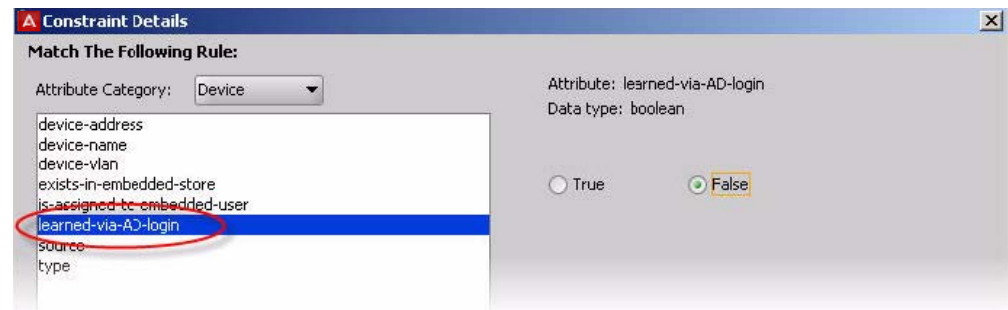 Constraint Details
Match The Following Rule:
Attribute Category: Device
device-address
device-name
device-vlan
exists-in-embedded-store
is-assigned-to-embedded-user
learned-via-AD-login
source
type
Attribute: learned-via-AD-login
Data type: boolean
True False